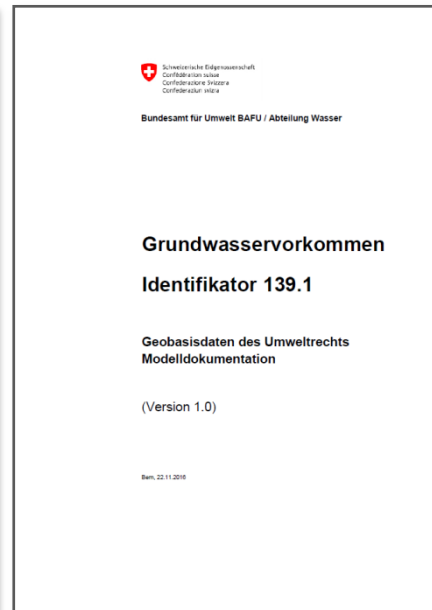 Schweizerische Eidgenossenschaft
Confédération suisse
Confederazione Svizzera
Confederaziun svizra
Bundesamt für Umwelt BAFU / Abteilung Wasser
Grundwasservorkommen
Identifikator 139.1
Geobasisdaten des Umweltrechts
Modelldokumentation
(Version 1.0)
Bern, 22.11.2016